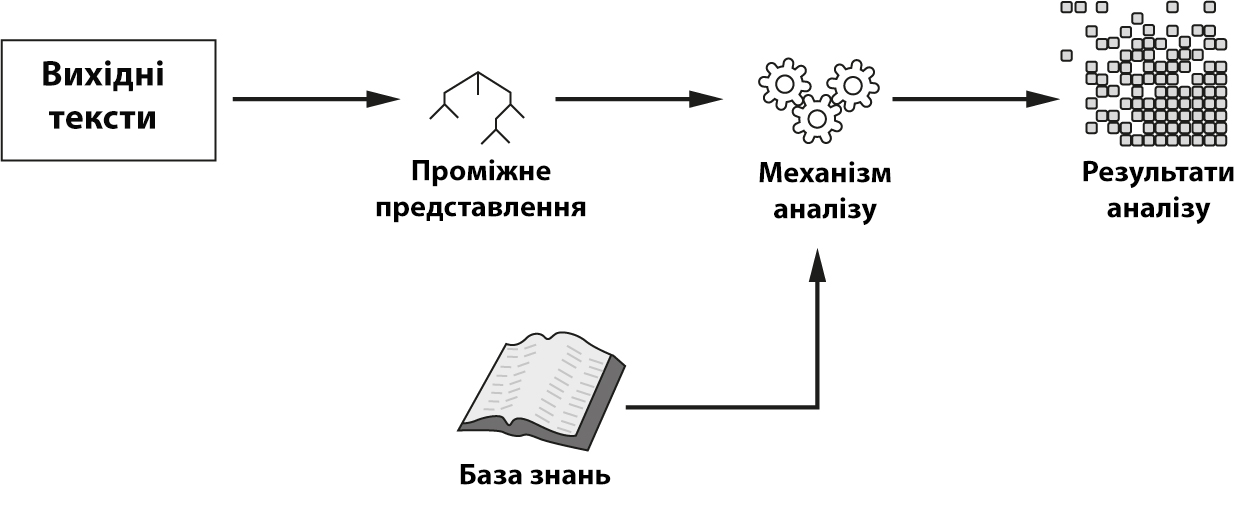 Вихідні
тексти
Проміжне
представлення
Механізм
аналізу
Результати
аналізу
База знань